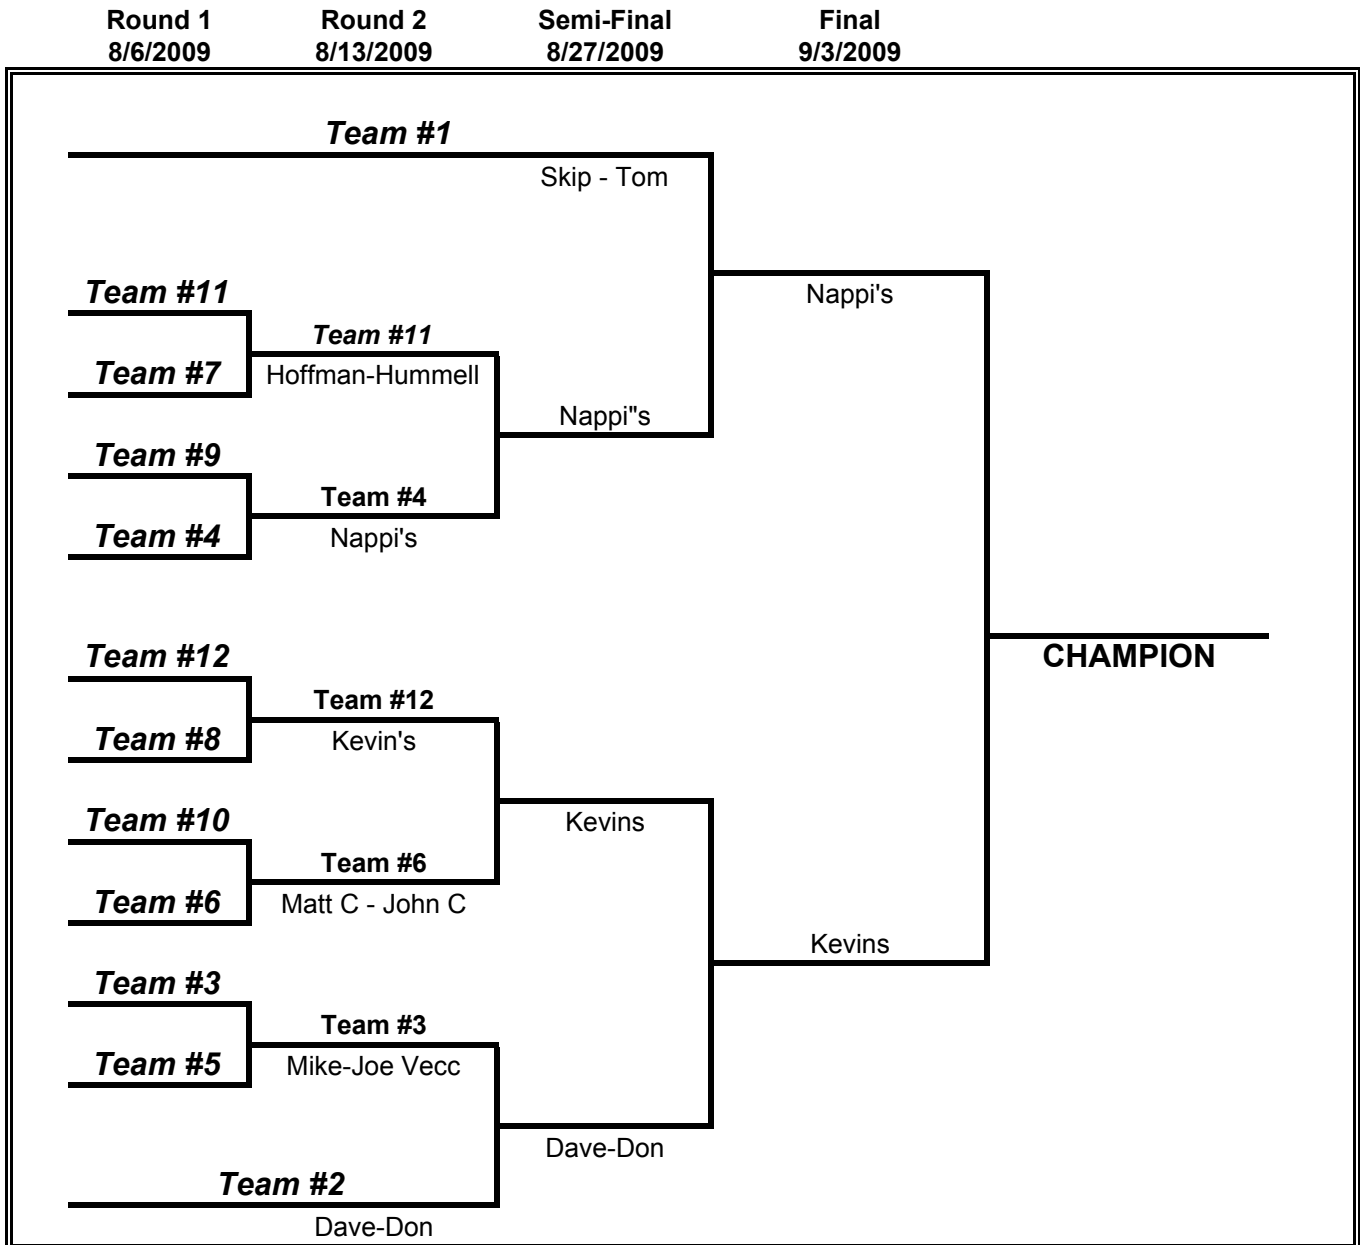 Round 1 Round 2 Semi-Final Final
8/6/2009 8/13/2009 8/27/2009 9/3/2009
Team #1
Skip - Tom
Team #11
Nappi's
Team #11
Team #7
Hoffman-Hummell
Nappi"s
Team #9
Team #4
Team #4
Nappi's
Team #12
CHAMPION
Team #12
Team #8
Kevin's
Team #10
Kevins
Team #6
Team #6
Matt C - John C
Kevins
Team #3
Team #3
Team #5
Mike-Joe Vecc
Dave-Don
Team #2
Dave-Don